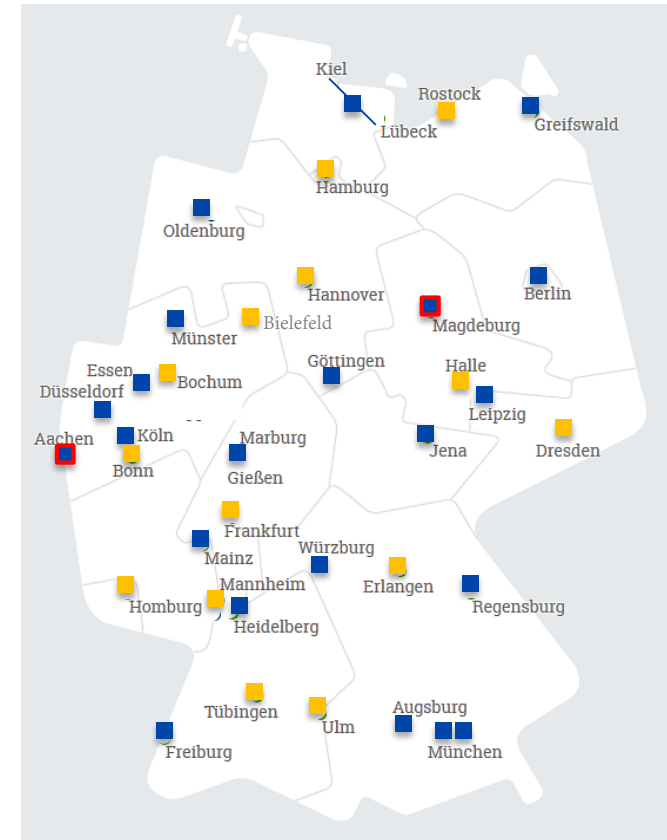 Kiel
Rostock
Lübeck
Greifswald
Hamburg
Oldenburg
Hannover
Berlin
Magdeburg
Bielefeld
Münster
Göttingen
Halle
Essen
Bochum
Düsseldorf
Leipzig
Aachen
Köln
Marburg
Jena
Dresden
Bonn
Gießen
Frankfurt
Würzburg
Mainz
Mannheim
Erlangen
Homburg
Regensburg
Heidelberg
Tübingen
Augsburg
Ulm
Freiburg
München